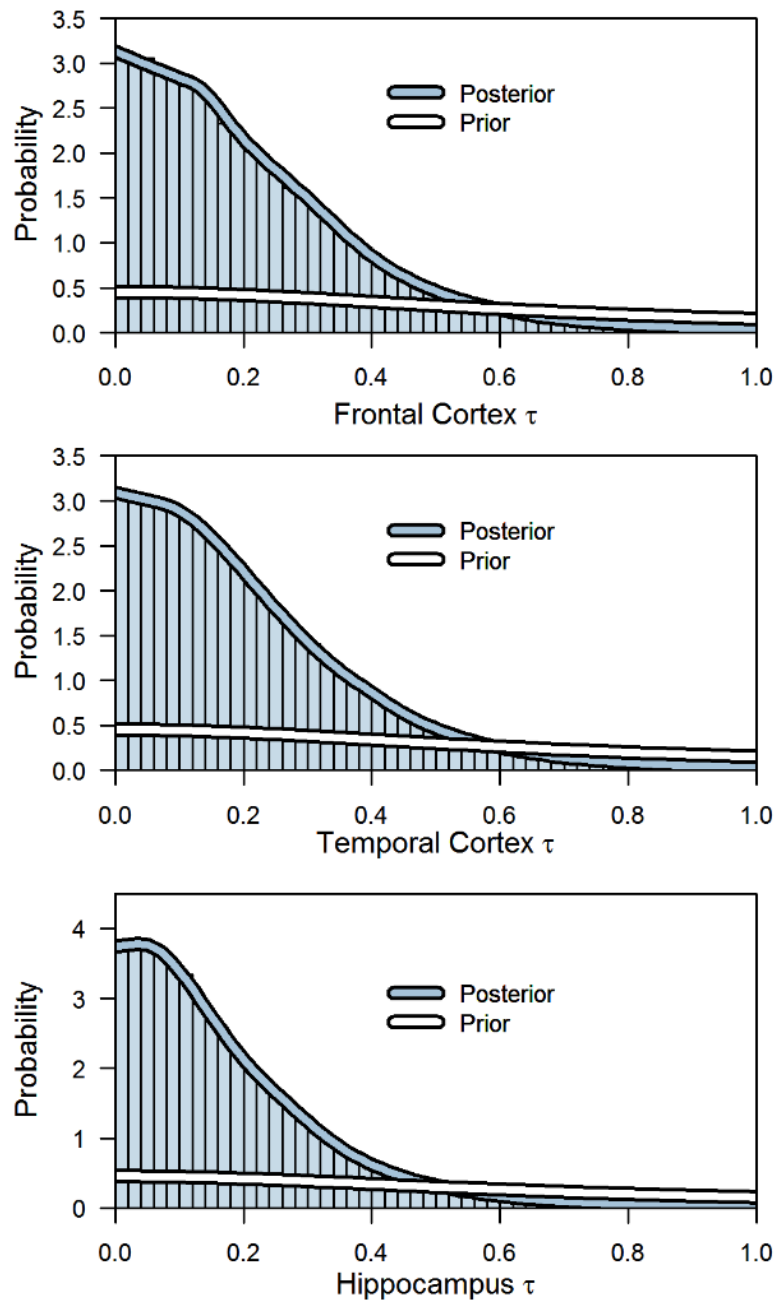 3.5
3.0
2.5
2.0
1.5
1.0
0.5
0.0
Probability
Posterior
Prior
0.0 0.2 0.4 0.6 0.8 1.0
Frontal Cortex τ
3.5
3.0
2.5
2.0
1.5
1.0
0.5
0.0
Probability
Posterior
Prior
0.0 0.2 0.4 0.6 0.8 1.0
Temporal Cortex τ
4
3
2
1
0
Probability
Posterior
Prior
0.0 0.2 0.4 0.6 0.8 1.0
Hippocampus τ